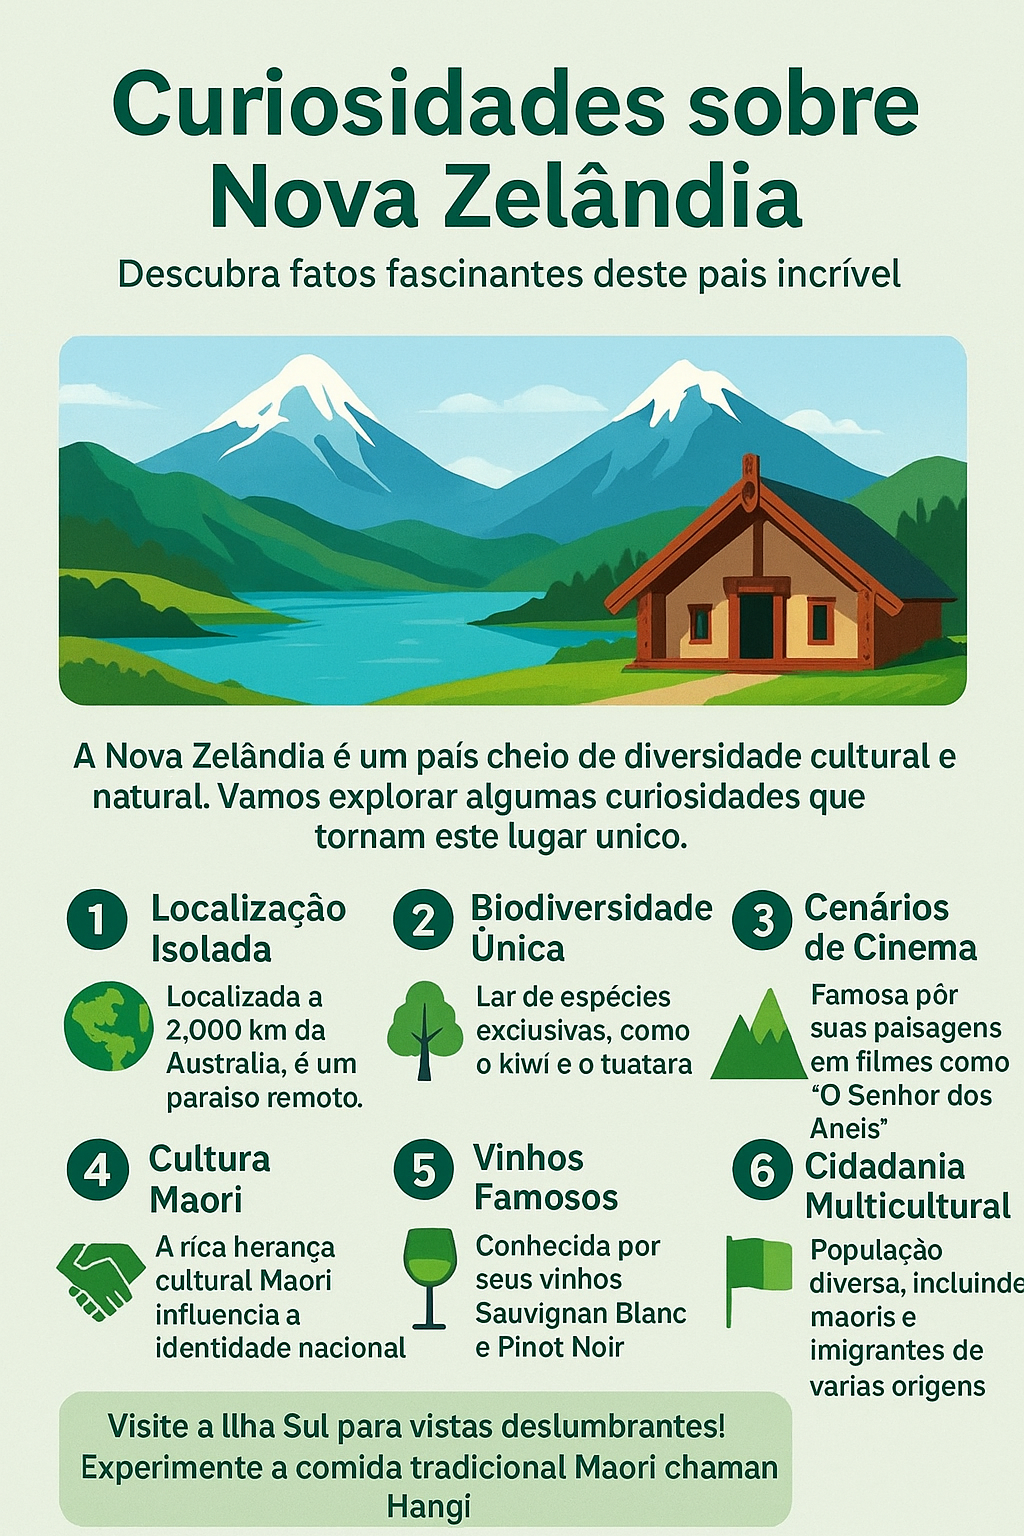 Curiosidades sobre
Nova Zelândia
Descubra fatos fascinantes deste pais incrível
A Nova Zelândia é um país cheio de diversidade cultural e
natural. Vamos explorar algumas curiosidades que
tornam este lugar unico.
1 Localizaçâo
Isolada
Localizada a
2,000 km da
Australia, é um
paraiso remoto.
2 Biodiversidade
Única
Lar de espécies
exciusivas, como
o kiwí e o tuatara
3 Cenários
de Cinema
Famosa pôr
suas paisagens
em filmes como
“O Senhor dos
Aneis”
4 Cultura
Maori
A ríca herança
cultural Maori
influencia a
identidade nacional
5 Vinhos
Famosos
Conhecida por
seus vinhos
Sauvignan Blanc
e Pinot Noir
6 Cidadania
Multicultural
Populaçào
diversa, incluinde
maoris e
imigrantes de
varias origens
Visite a Ilha Sul para vistas deslumbrantes!
Experimente a comida tradicional Maori chaman
Hangi